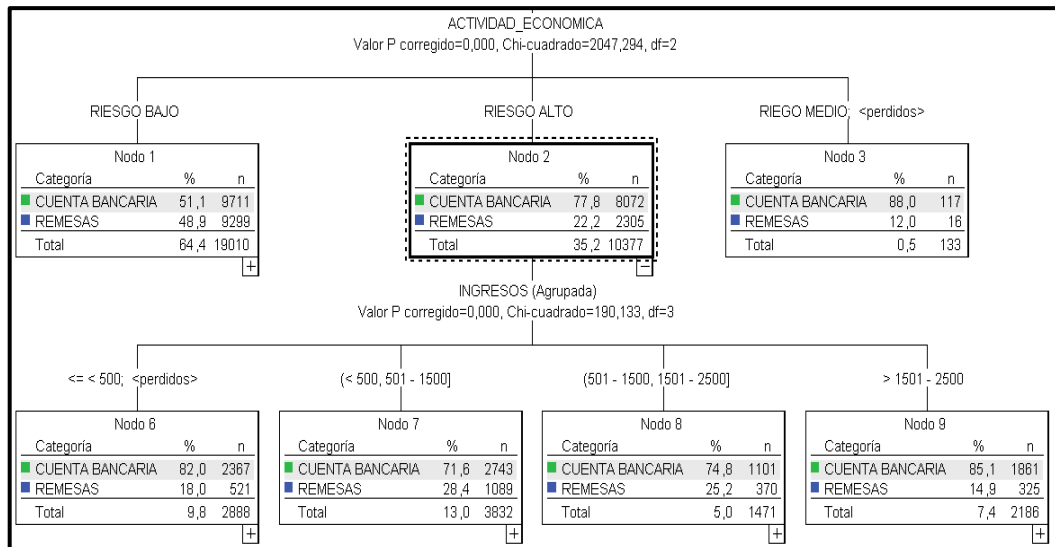 ACTIVIDAD_ECONOMICA
Valor P corregido=0,000, Chi-cuadrado=2047,294, df=2
RIESGO BAJO
RIESGO ALTO
RIEGO MEDIO; <perdidos>
Nodo 1
Categoría % n
CUENTA BANCARIA 51,1 9711
REMESAS 48,9 9299
Total 64,4 19010
+
Nodo 2
Categoría % n
CUENTA BANCARIA 77,8 8072
REMESAS 22,2 2305
Total 35,2 10377
−
Nodo 3
Categoría % n
CUENTA BANCARIA 88,0 117
REMESAS 12,0 16
Total 0,5 133
INGRESOS (Agrupada)
Valor P corregido=0,000, Chi-cuadrado=190,133, df=3
<= < 500; <perdidos>
(< 500, 501 - 1500]
(501 - 1500, 1501 - 2500]
> 1501 - 2500
Nodo 6
Categoría % n
CUENTA BANCARIA 82,0 2367
REMESAS 18,0 521
Total 9,8 2888
+
Nodo 7
Categoría % n
CUENTA BANCARIA 71,6 2743
REMESAS 28,4 1089
Total 13,0 3832
+
Nodo 8
Categoría % n
CUENTA BANCARIA 74,8 1101
REMESAS 25,2 370
Total 5,0 1471
+
Nodo 9
Categoría % n
CUENTA BANCARIA 85,1 1861
REMESAS 14,9 325
Total 7,4 2186
+